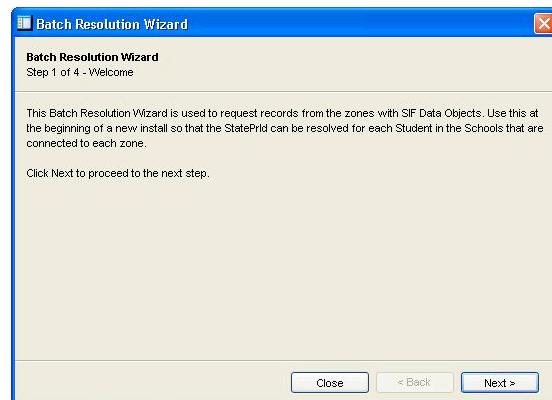 Batch Resolution Wizard
Batch Resolution Wizard
Step 1 of 4 - Welcome
This Batch Resolution Wizard is used to request records from the zones with SIF Data Objects. Use this at
the beginning of a new install so that the StatePrId can be resolved for each Student in the Schools that are
connected to each zone.
Click Next to proceed to the next step.
Close
< Back
Next >